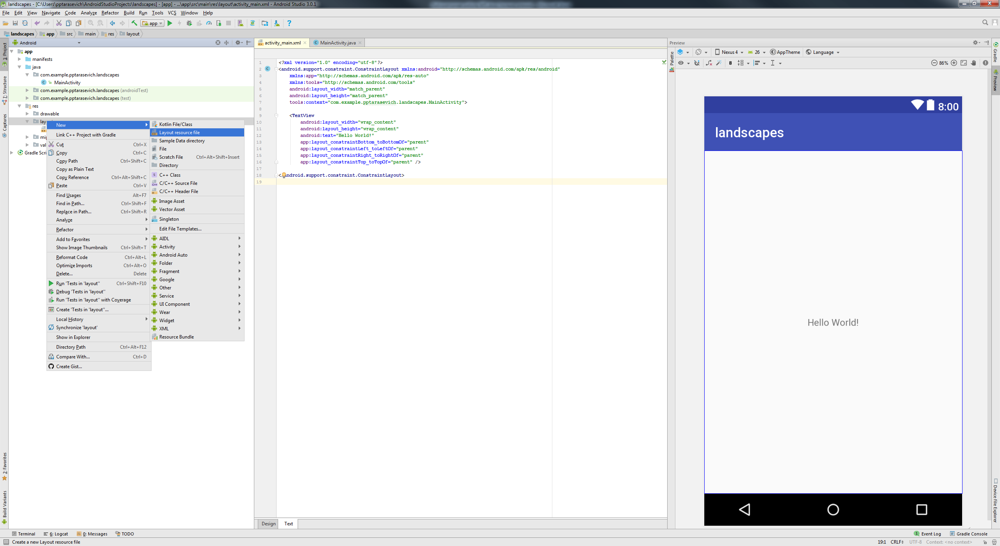 landscapes - [C:\Users\pptarasevich\AndroidStudioProjects\landscapes] - [app] - ...\app\src\main\res\layout\activity_main.xml - Android Studio 3.0.1
File Edit View Navigate Code Analyze Refactor Build Run Tools VCS Window Help
app
landscapes app src main res layout
Android
1: Project
7: Structure
Captures
2: Favorites
Build Variants
app
manifests
java
com.example.pptarasevich.landscapes
MainActivity
com.example.pptarasevich.landscapes (androidTest)
com.example.pptarasevich.landscapes (test)
res
drawable
lay
mip
val
Gradle Scri
New
Link C++ Project with Gradle
Cut Ctrl+X
Copy Ctrl+C
Copy Path Ctrl+Shift+C
Copy as Plain Text
Copy Reference Ctrl+Alt+Shift+C
Paste Ctrl+V
Find Usages Alt+F7
Find in Path... Ctrl+Shift+F
Replace in Path... Ctrl+Shift+R
Analyze
Refactor
Add to Favorites
Show Image Thumbnails Ctrl+Shift+T
Reformat Code Ctrl+Alt+L
Optimize Imports Ctrl+Alt+O
Delete... Delete
Run 'Tests in 'layout'' Ctrl+Shift+F10
Debug 'Tests in 'layout''
Run 'Tests in 'layout'' with Coverage
Create 'Tests in 'layout''...
Local History
Synchronize 'layout'
Show in Explorer
Directory Path Ctrl+Alt+F12
Compare With... Ctrl+D
Create Gist...
Kotlin File/Class
Layout resource file
Sample Data directory
File
Scratch File Ctrl+Alt+Shift+Insert
Directory
C++ Class
C/C++ Source File
C/C++ Header File
Image Asset
Vector Asset
Singleton
Edit File Templates...
AIDL
Activity
Android Auto
Folder
Fragment
Google
Other
Service
UI Component
Wear
Widget
XML
Resource Bundle
activity_main.xml MainActivity.java
1 <?xml version="1.0" encoding="utf-8"?>
2 <android.support.constraint.ConstraintLayout xmlns:android="http://schemas.android.com/apk/res/android"
3 xmlns:app="http://schemas.android.com/apk/res-auto"
4 xmlns:tools="http://schemas.android.com/tools"
5 android:layout_width="match_parent"
6 android:layout_height="match_parent"
7 tools:context="com.example.pptarasevich.landscapes.MainActivity">
8
9 <TextView
10 android:layout_width="wrap_content"
11 android:layout_height="wrap_content"
12 android:text="Hello World!"
13 app:layout_constraintBottom_toBottomOf="parent"
14 app:layout_constraintLeft_toLeftOf="parent"
15 app:layout_constraintRight_toRightOf="parent"
16 app:layout_constraintTop_toTopOf="parent" />
17
18 </android.support.constraint.ConstraintLayout>
19
Design Text
Preview
Palette
Nexus 4 26 AppTheme Language
8 86%
8:00
landscapes
Hello World!
Gradle
Preview
Device File Explorer
Terminal 6: Logcat 0: Messages TODO
1 Event Log Gradle Console
Create a new Layout resource file
19:1 CRLF UTF-8 Context: <no context>